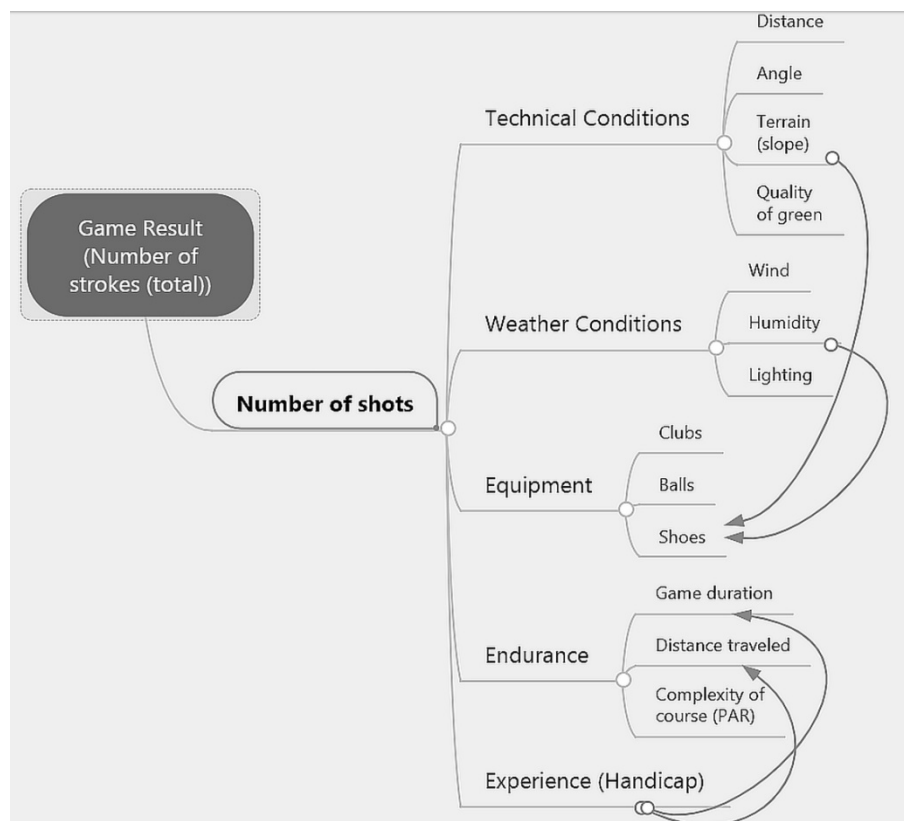 Game Result
(Number of
strokes (total))
Number of shots
Technical Conditions
Distance
Angle
Terrain
(slope)
Quality
of green
Weather Conditions
Wind
Humidity
Lighting
Equipment
Clubs
Balls
Shoes
Endurance
Game duration
Distance traveled
Complexity of
course (PAR)
Experience (Handicap)